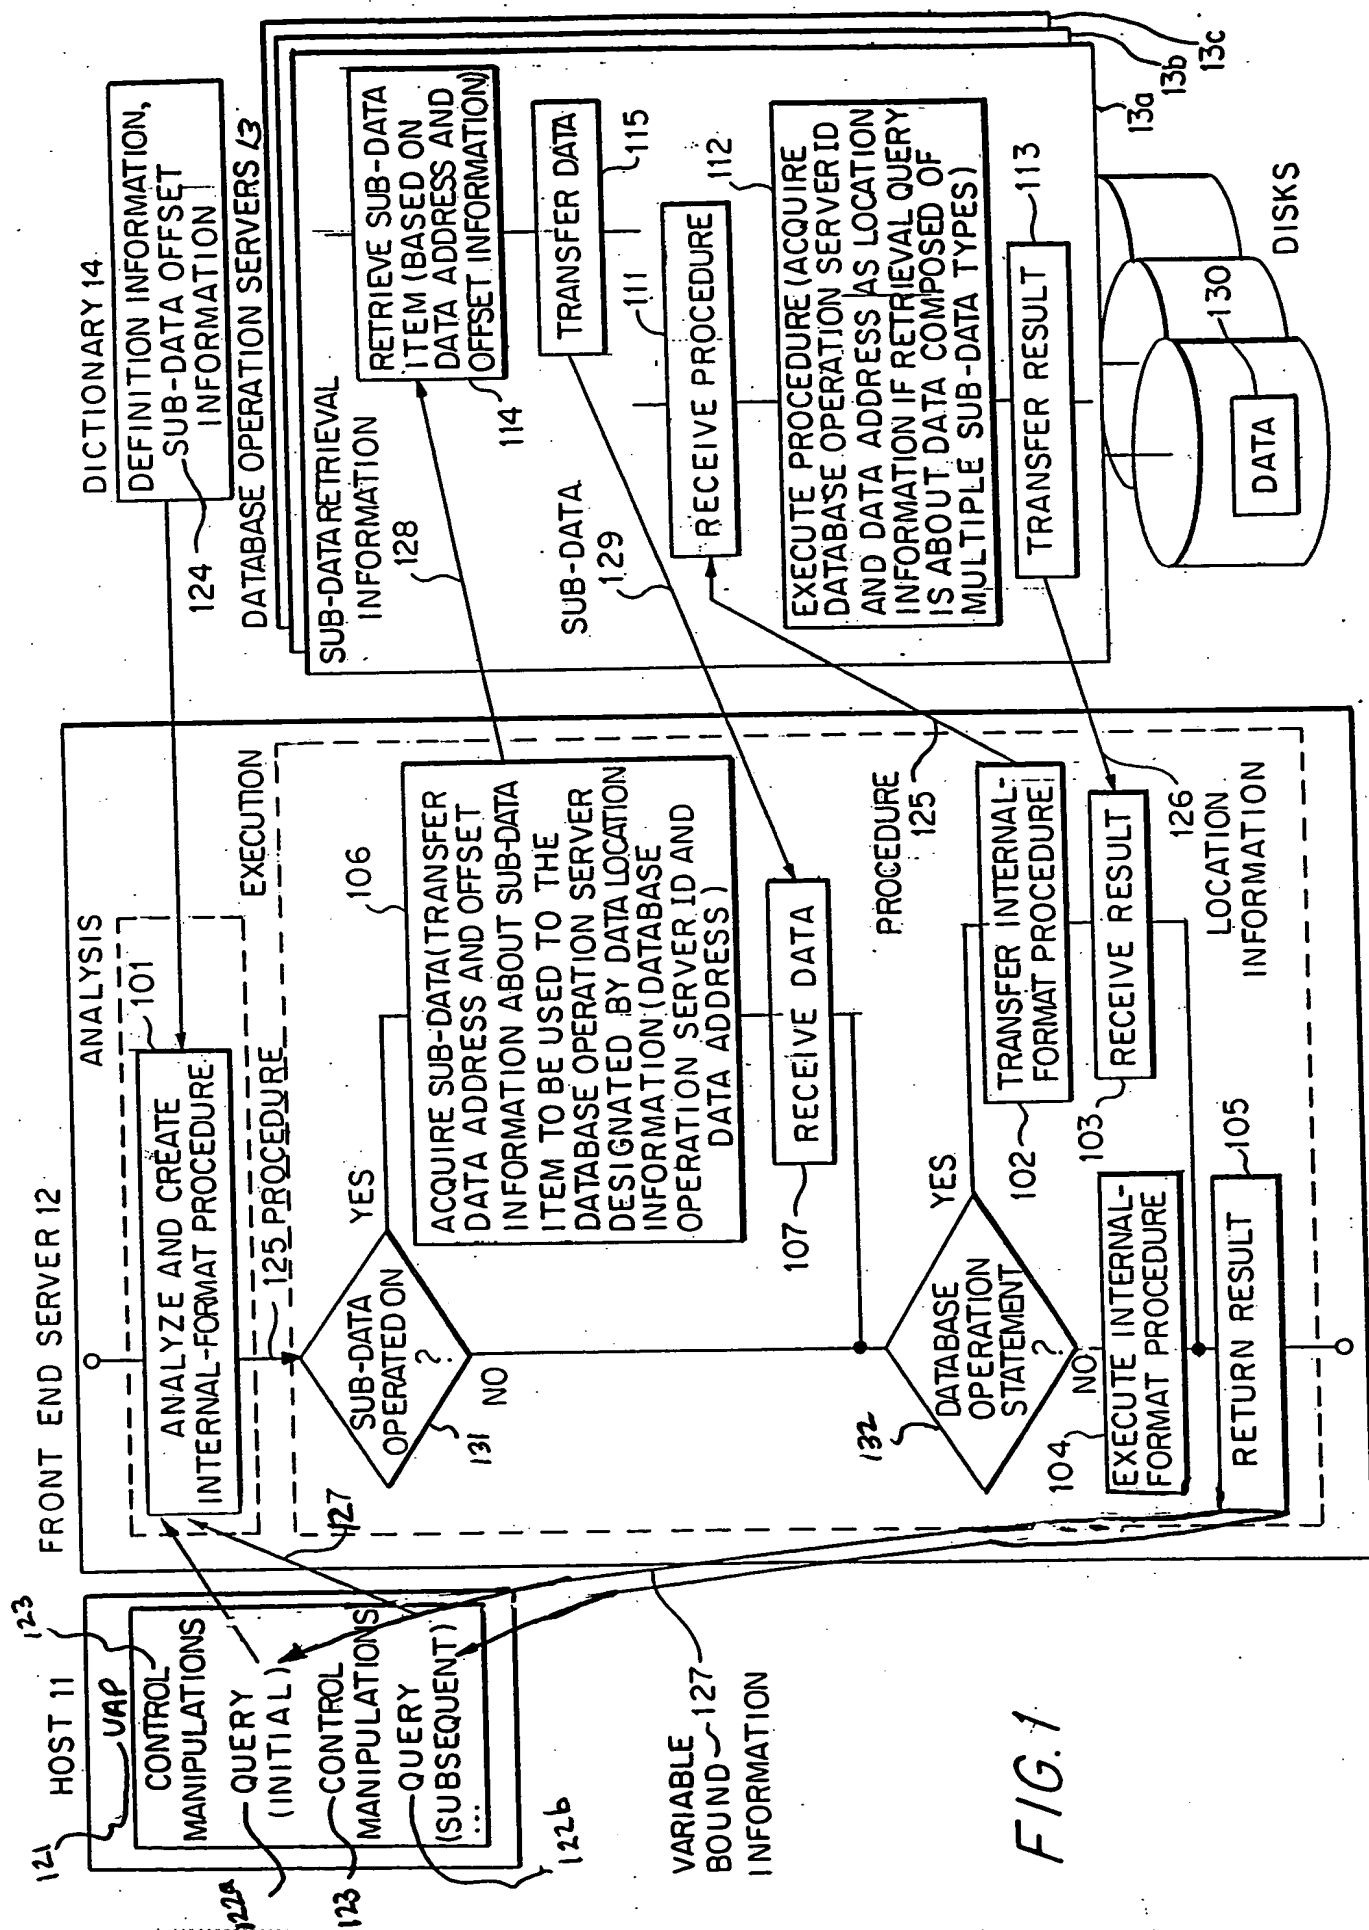 HOST 11
121
UAP
123
CONTROL
MANIPULATIONS
QUERY
(INITIAL)
122a
CONTROL
MANIPULATIONS
123
QUERY
(SUBSEQUENT)
...
122b
VARIABLE
BOUND 127
INFORMATION
127
FRONT END SERVER 12
ANALYSIS
101
ANALYZE AND CREATE
INTERNAL-FORMAT PROCEDURE
125 PROCEDURE
EXECUTION
SUB-DATA
OPERATED ON
?
131
YES
NO
106
ACQUIRE SUB-DATA (TRANSFER
DATA ADDRESS AND OFFSET
INFORMATION ABOUT SUB-DATA
ITEM TO BE USED TO THE
DATABASE OPERATION SERVER
DESIGNATED BY DATA LOCATION
INFORMATION (DATABASE
OPERATION SERVER ID AND
DATA ADDRESS)
107
RECEIVE DATA
DATABASE
OPERATION
STATEMENT
?
132
YES
NO
PROCEDURE
125
102
TRANSFER INTERNAL-
FORMAT PROCEDURE
103
RECEIVE RESULT
126
LOCATION
INFORMATION
104
EXECUTE INTERNAL-
FORMAT PROCEDURE
105
RETURN RESULT
DICTIONARY 14
DEFINITION INFORMATION,
SUB-DATA OFFSET
INFORMATION
124
DATABASE OPERATION SERVERS 13
SUB-DATA RETRIEVAL
INFORMATION
128
RETRIEVE SUB-DATA
ITEM (BASED ON
DATA ADDRESS AND
OFFSET INFORMATION)
114
TRANSFER DATA
115
SUB-DATA
129
111
RECEIVE PROCEDURE
112
EXECUTE PROCEDURE (ACQUIRE
DATABASE OPERATION SERVER ID
AND DATA ADDRESS AS LOCATION
INFORMATION IF RETRIEVAL QUERY
IS ABOUT DATA COMPOSED OF
MULTIPLE SUB-DATA TYPES)
TRANSFER RESULT
113
13a
13b
13c
DATA
130
DISKS
FIG. 1